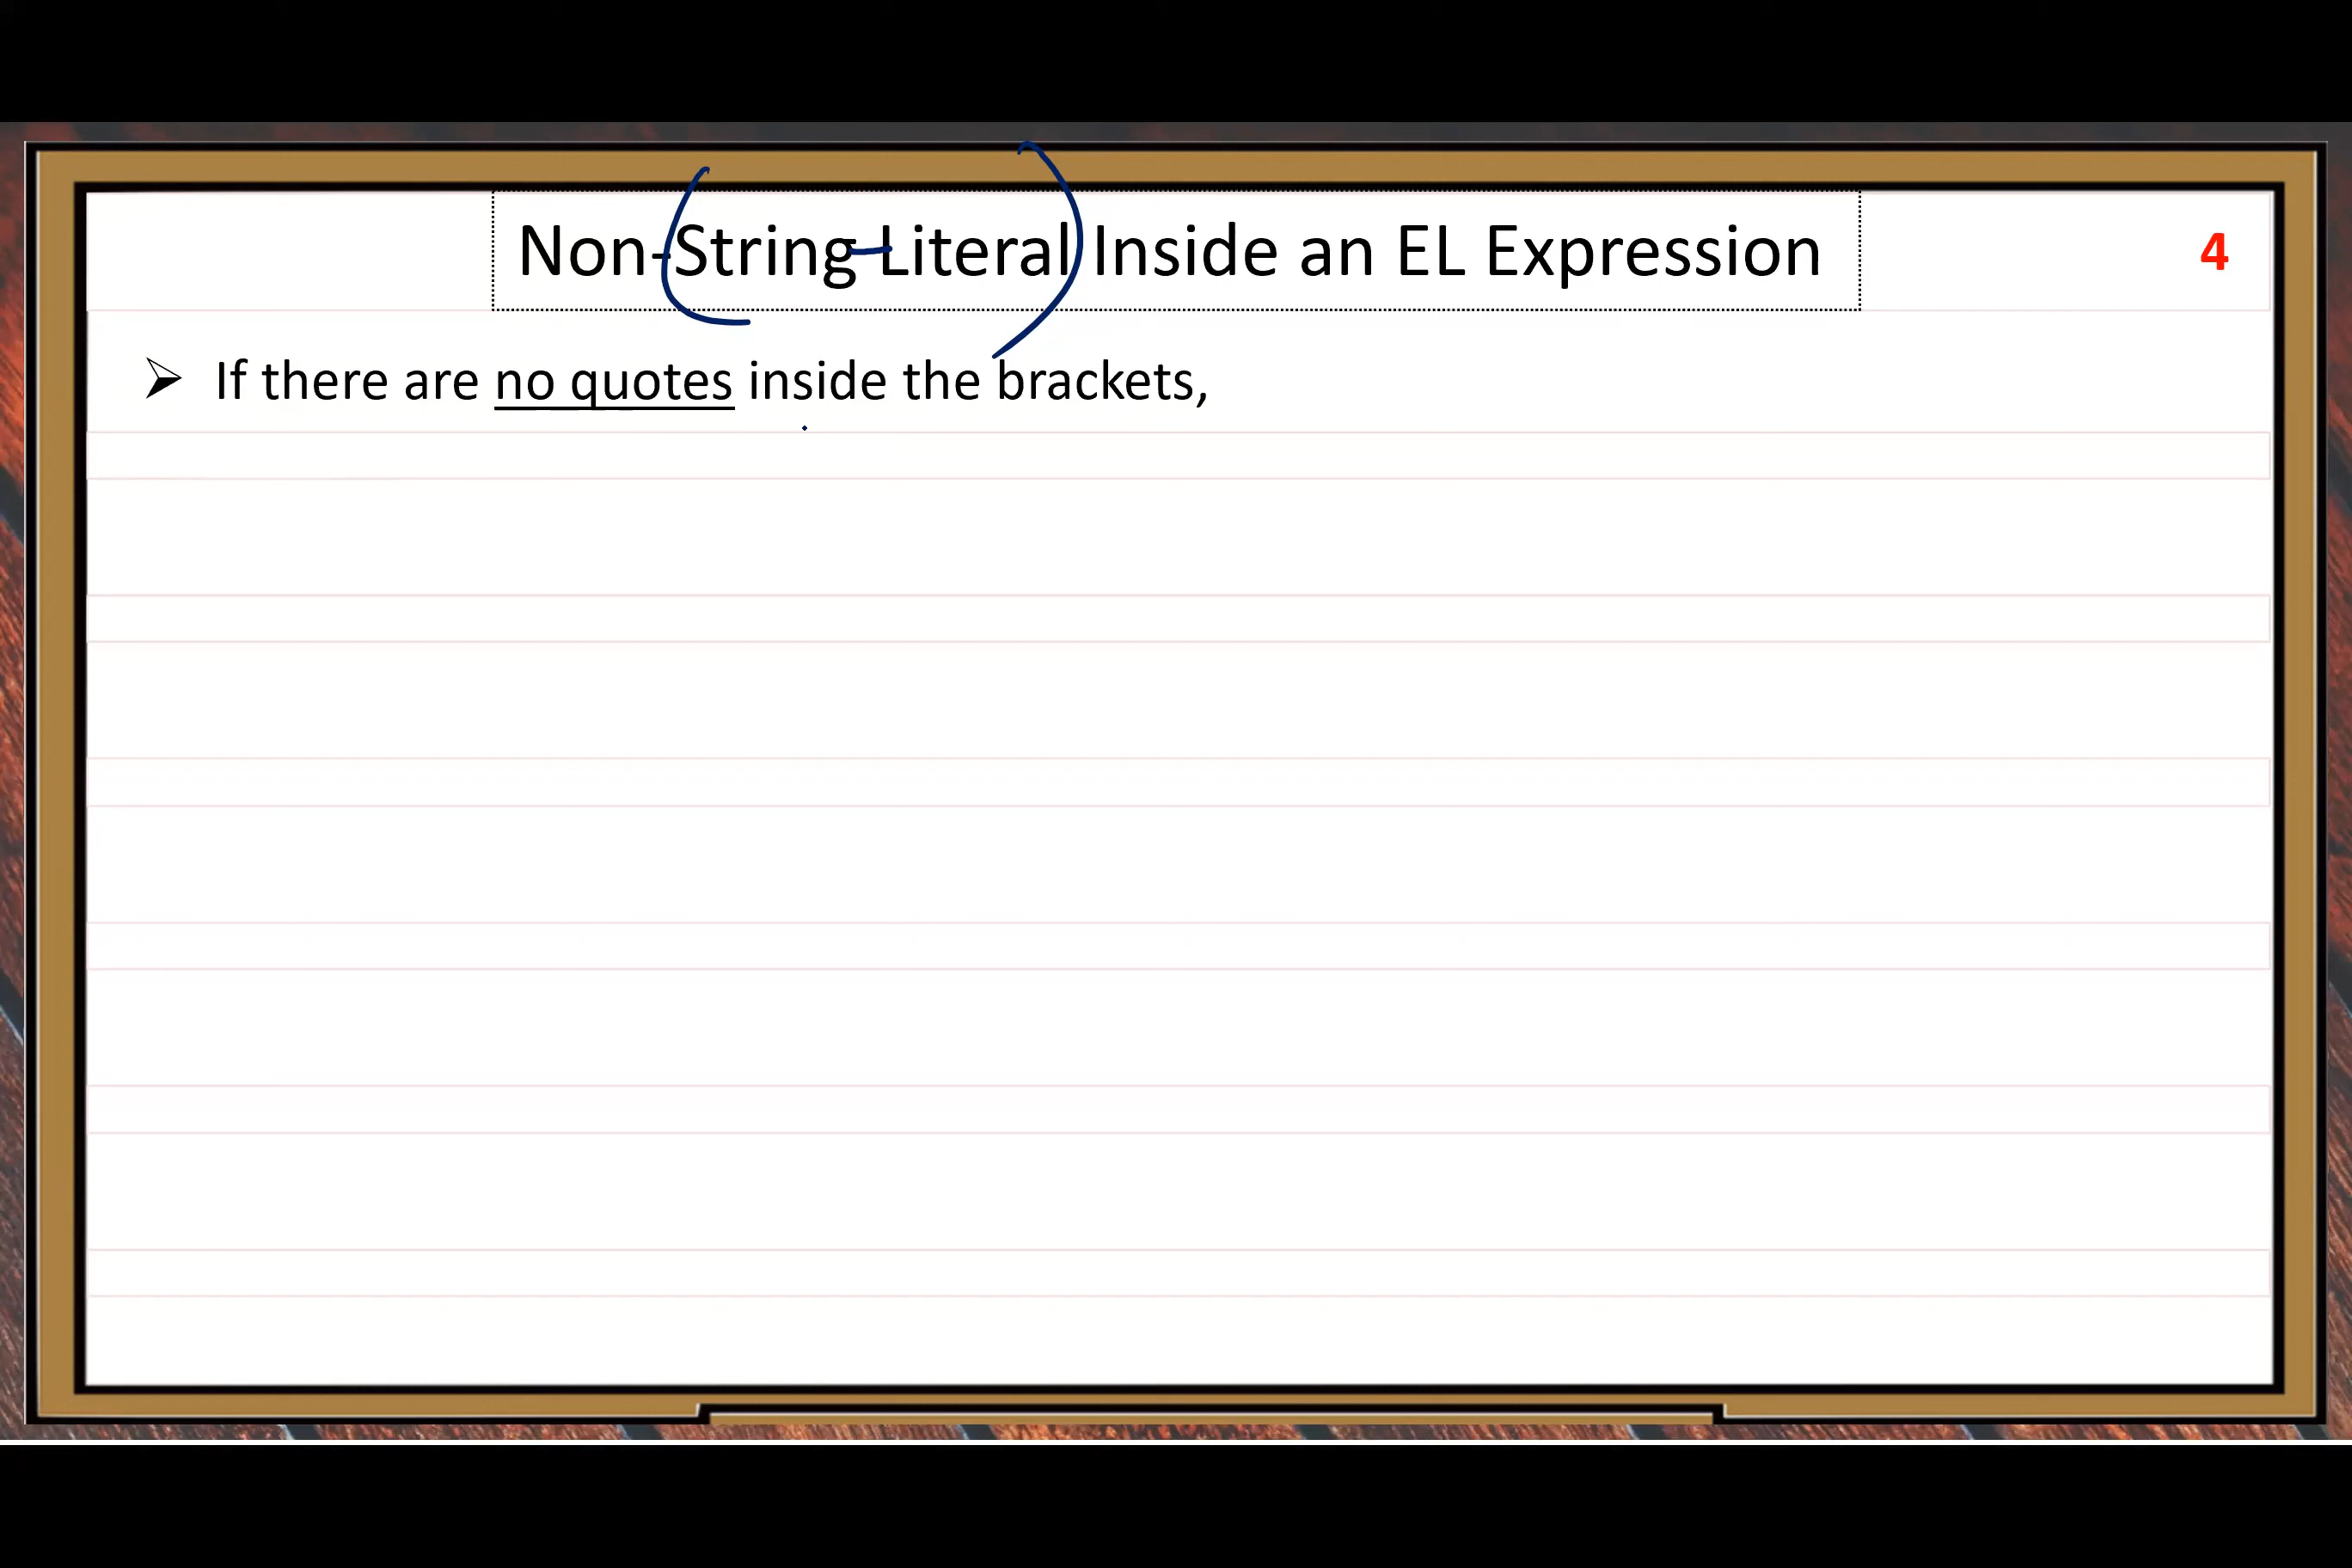 Non-String-Literal Inside an EL Expression
4
➢ If there are no quotes inside the brackets,